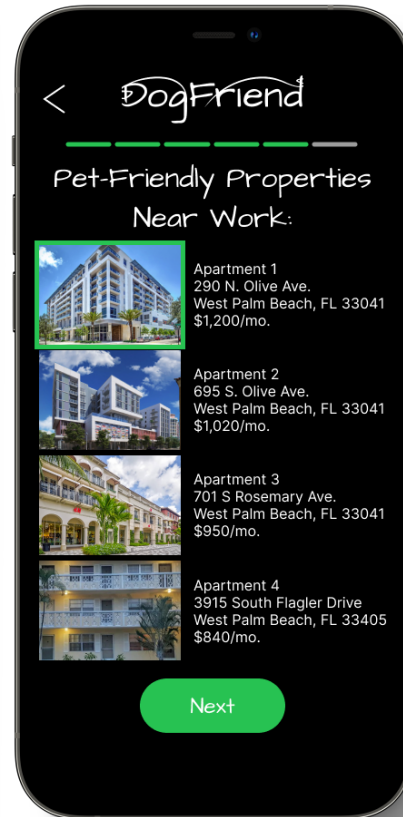 DogFriend
Pet-Friendly Properties
Near Work:
Apartment 1
290 N. Olive Ave.
West Palm Beach, FL 33041
$1,200/mo.
Apartment 2
695 S. Olive Ave.
West Palm Beach, FL 33041
$1,020/mo.
Apartment 3
701 S Rosemary Ave.
West Palm Beach, FL 33041
$950/mo.
Apartment 4
3915 South Flagler Drive
West Palm Beach, FL 33405
$840/mo.
Next